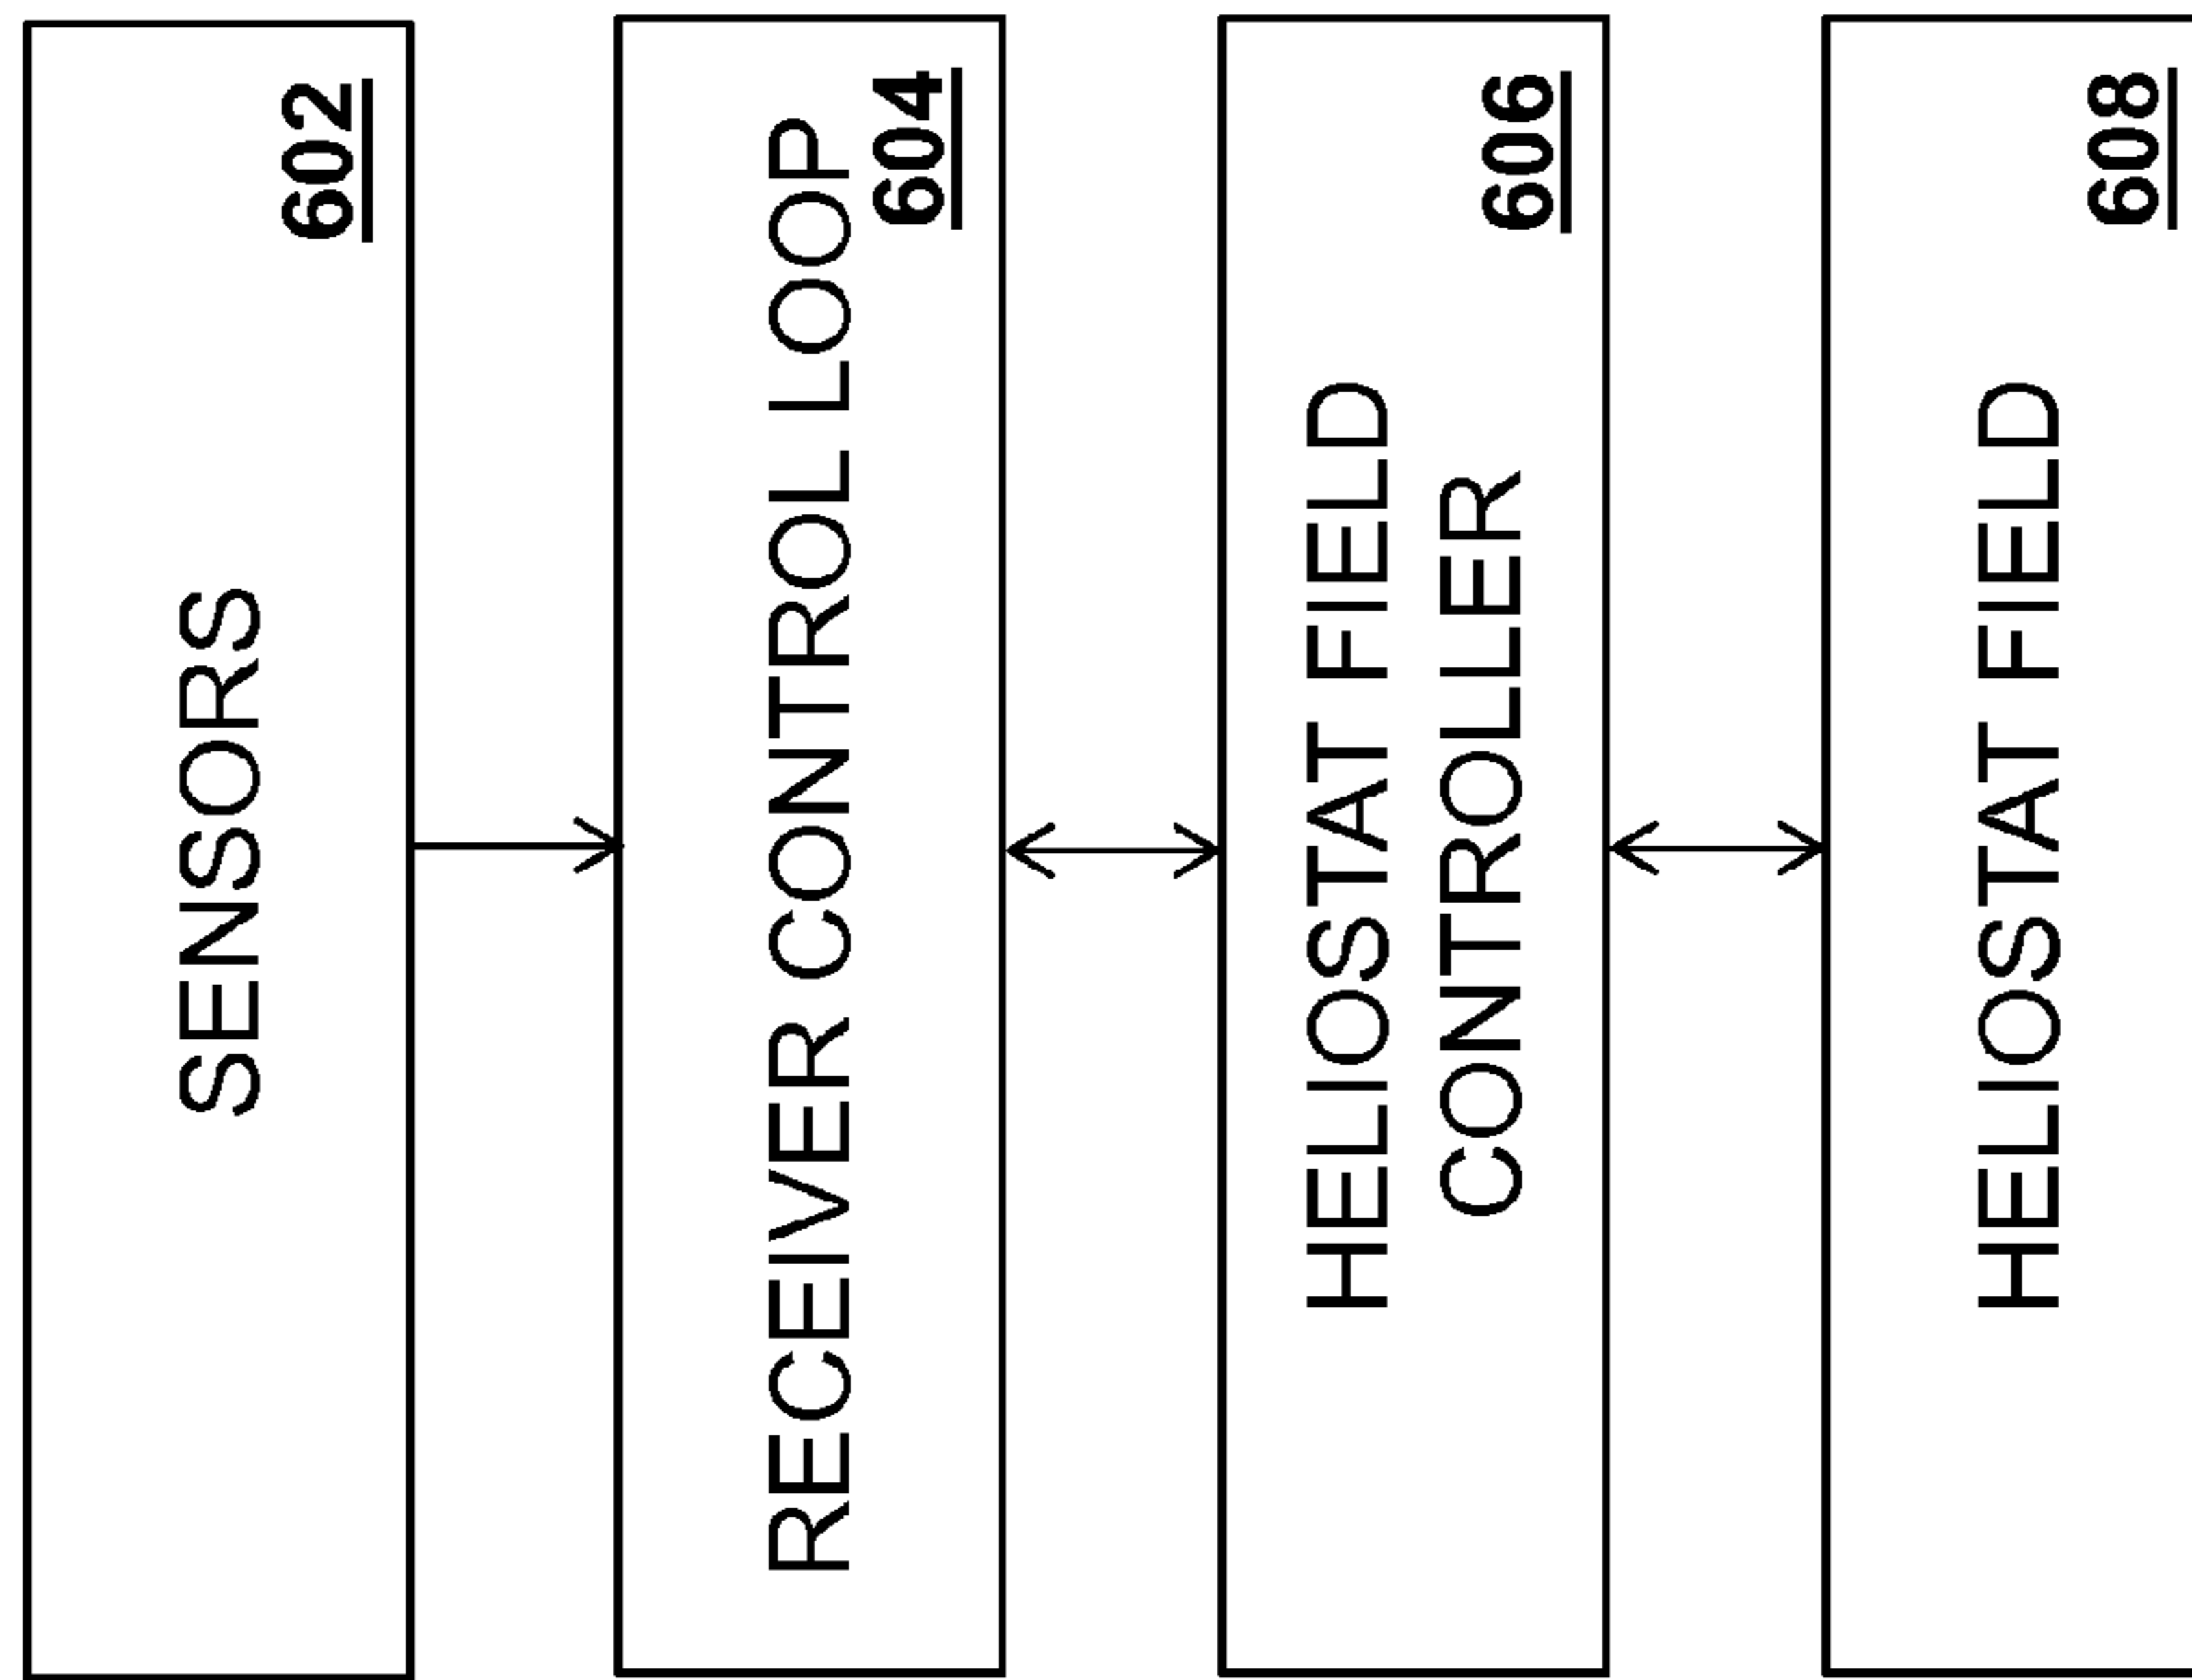 SENSORS
602
RECEIVER CONTROL LOOP
604
HELIOSTAT FIELD
CONTROLLER
606
HELIOSTAT FIELD
608